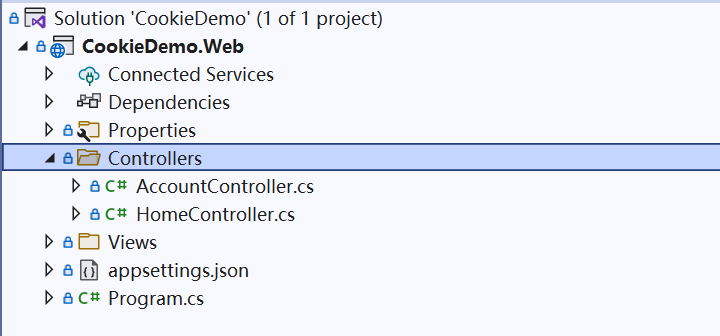 Solution 'CookieDemo' (1 of 1 project)
CookieDemo.Web
Connected Services
Dependencies
Properties
Controllers
C# AccountController.cs
C# HomeController.cs
Views
appsettings.json
C# Program.cs